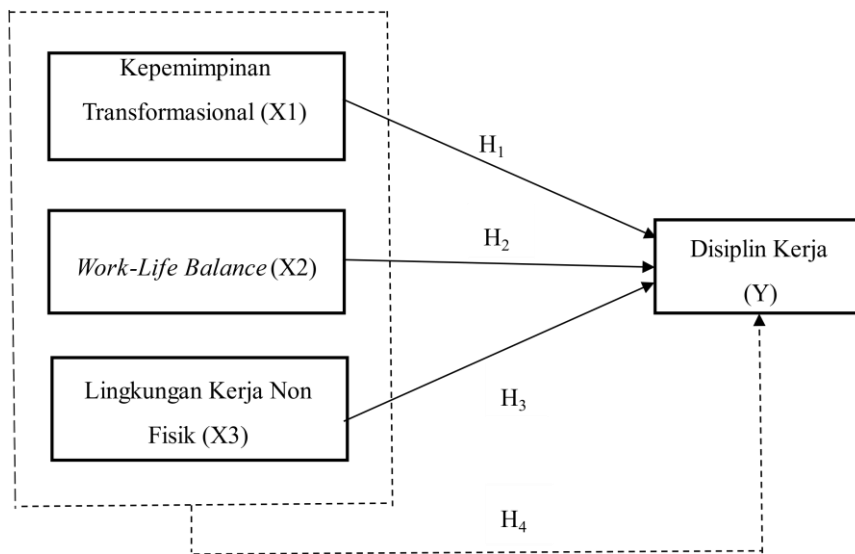 Kepemimpinan
Transformasional (X1)
H₁
Work-Life Balance (X2)
H₂
Disiplin Kerja
(Y)
Lingkungan Kerja Non
Fisik (X3)
H₃
H₄